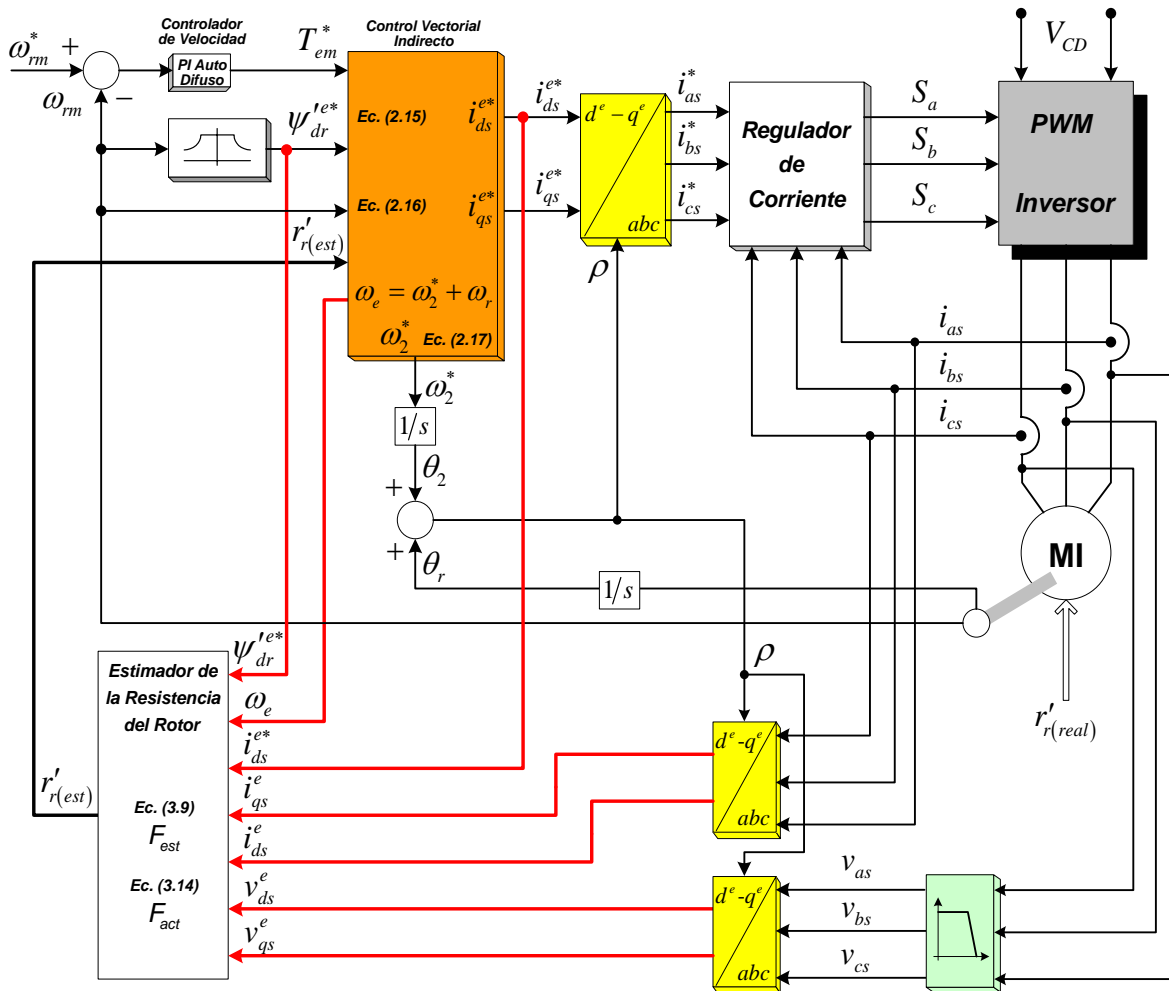 Controlador
de Velocidad
Control Vectorial
Indirecto
ω*rm
+
ωrm
−
PI Auto
Difuso
T*em
ψ′e*dr
Ec. (2.15)
ie*ds
Ec. (2.16)
ie*qs
r′r(est)
ωe = ω*2 + ωr
ω*2
Ec. (2.17)
ie*ds
ie*qs
de − qe
abc
ρ
i*as
i*bs
i*cs
Regulador
de
Corriente
Sa
Sb
Sc
VCD
PWM
Inversor
ias
ibs
ics
ω*2
1/s
θ2
+
+
θr
1/s
MI
r′r(real)
Estimador de
la Resistencia
del Rotor
ψ′e*dr
ωe
ie*ds
r′r(est)
Ec. (3.9)
Fest
ieqs
ieds
Ec. (3.14)
Fact
veds
veqs
ρ
de-qe
abc
de-qe
abc
vas
vbs
vcs